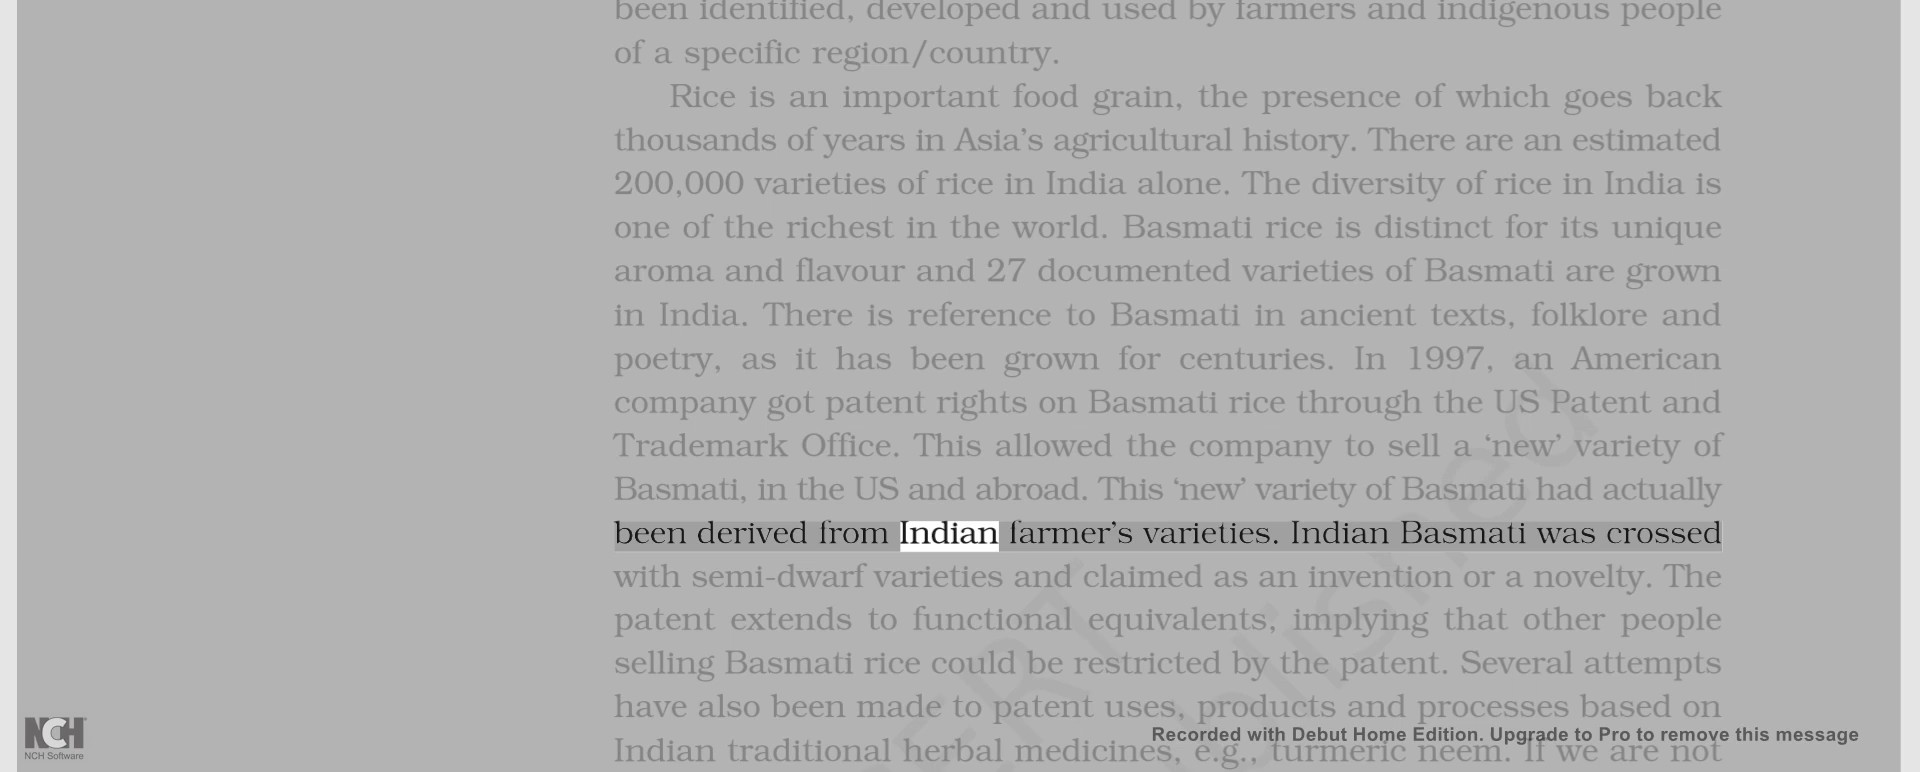 been identified, developed and used by farmers and indigenous people
of a specific region/country.
Rice is an important food grain, the presence of which goes back
thousands of years in Asia's agricultural history. There are an estimated
200,000 varieties of rice in India alone. The diversity of rice in India is
one of the richest in the world. Basmati rice is distinct for its unique
aroma and flavour and 27 documented varieties of Basmati are grown
in India. There is reference to Basmati in ancient texts, folklore and
poetry, as it has been grown for centuries. In 1997, an American
company got patent rights on Basmati rice through the US Patent and
Trademark Office. This allowed the company to sell a ‘new’ variety of
Basmati, in the US and abroad. This ‘new’ variety of Basmati had actually
been derived from Indian farmer’s varieties. Indian Basmati was crossed
with semi-dwarf varieties and claimed as an invention or a novelty. The
patent extends to functional equivalents, implying that other people
selling Basmati rice could be restricted by the patent. Several attempts
have also been made to patent uses, products and processes based on
Indian traditional herbal medicines, e.g., turmeric neem. If we are not
NCH
NCH Software
Recorded with Debut Home Edition. Upgrade to Pro to remove this message